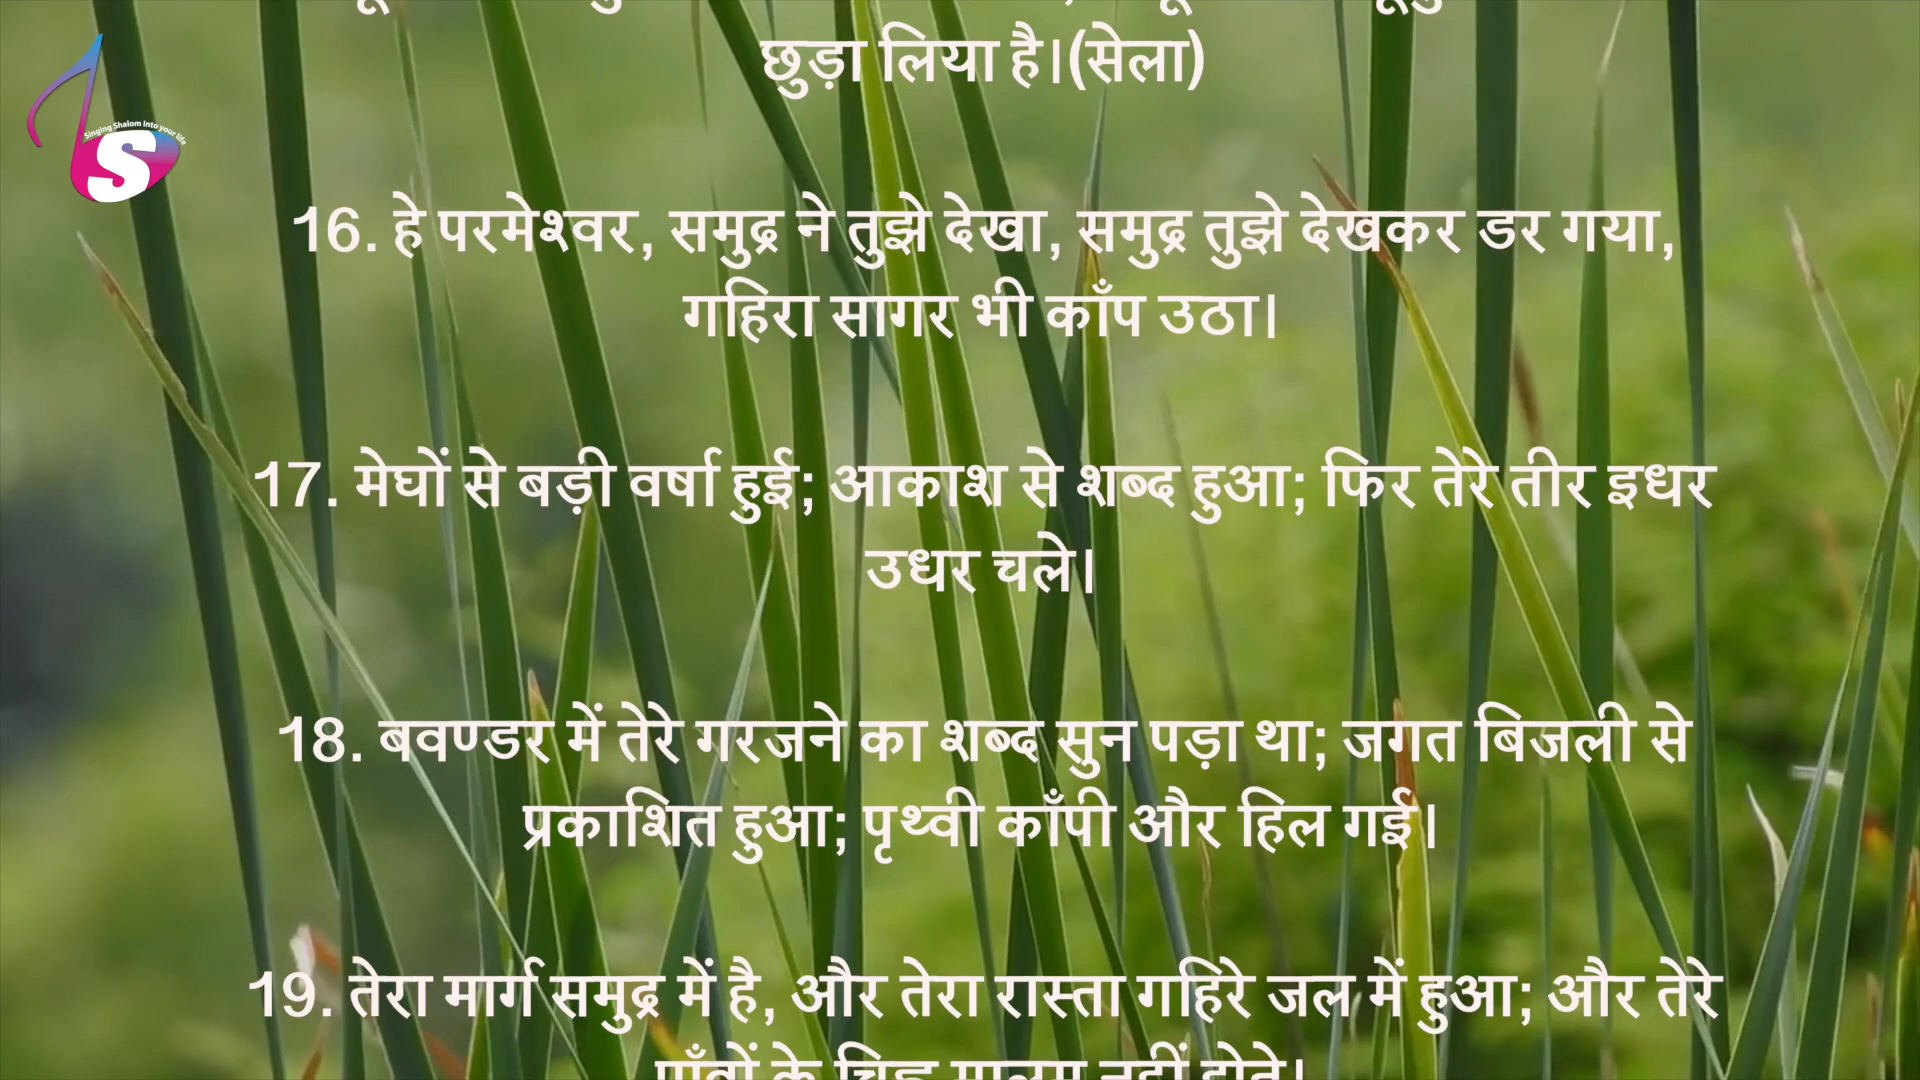 छुड़ा लिया है।(सेला)
Singing Shalom Into your life
S
16. हे परमेश्वर, समुद्र ने तुझे देखा, समुद्र तुझे देखकर डर गया,
गहिरा सागर भी काँप उठा।
17. मेघों से बड़ी वर्षा हुई; आकाश से शब्द हुआ; फिर तेरे तीर इधर
उधर चले।
18. बवण्डर में तेरे गरजने का शब्द सुन पड़ा था; जगत बिजली से
प्रकाशित हुआ; पृथ्वी काँपी और हिल गई।
19. तेरा मार्ग समुद्र में है, और तेरा रास्ता गहिरे जल में हुआ; और तेरे
पाँवों के चिह्न मालूम नहीं होते।